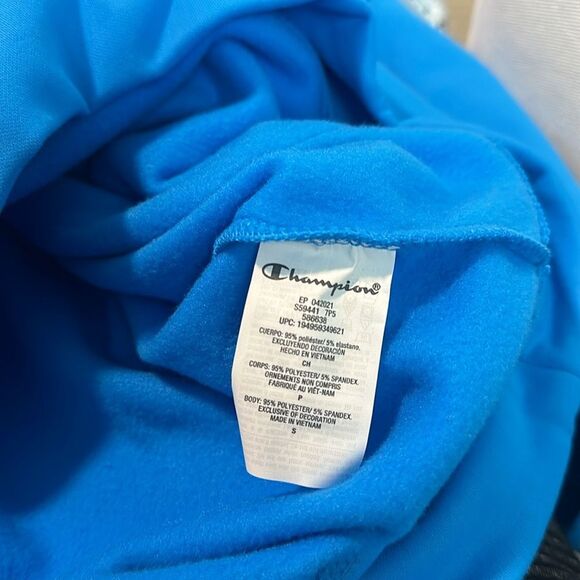 Champion®
EP 042021
S59441 7P5
586638
UPC: 194959349621
CUERPO: 95% poliéster/ 5% elastano.
EXCLUYENDO DECORACIÓN
HECHO EN VIETNAM
CH
CORPS: 95% POLYESTER/ 5% SPANDEX.
ORNEMENTS NON COMPRIS
FABRIQUÉ AU VIÊT-NAM
P
BODY: 95% POLYESTER/ 5% SPANDEX.
EXCLUSIVE OF DECORATION
MADE IN VIETNAM
S